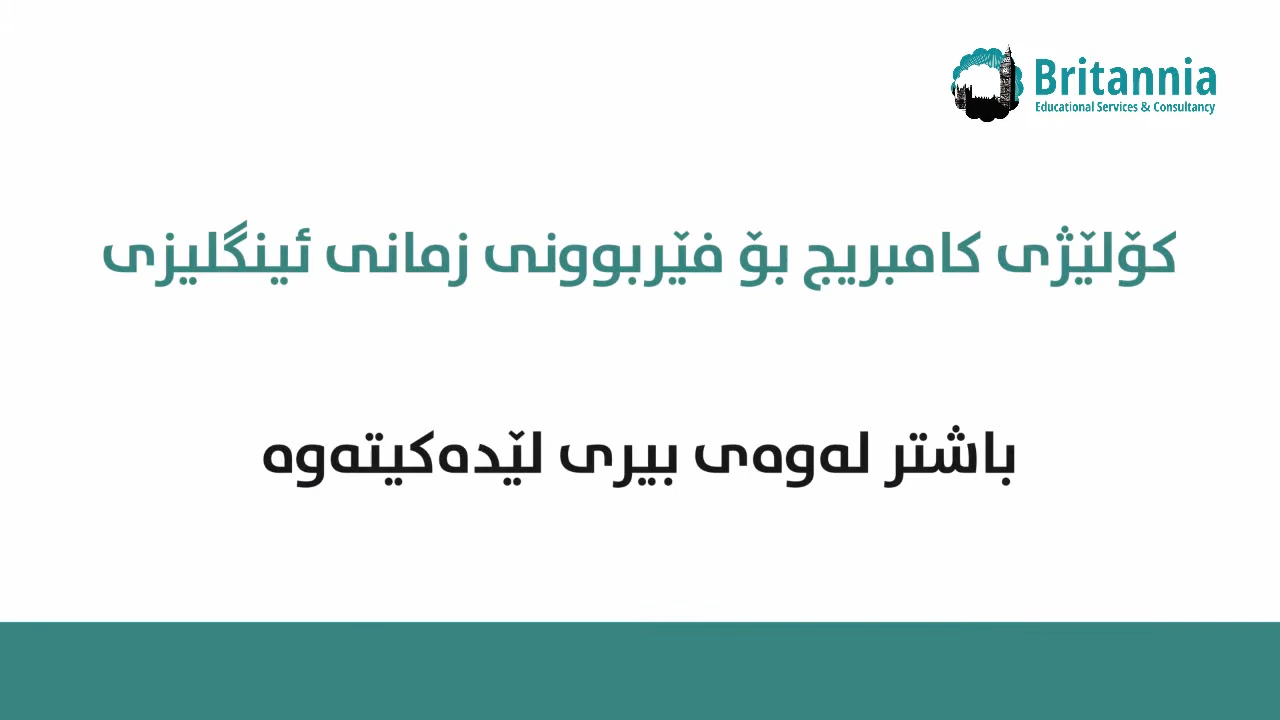 Britannia
Educational Services & Consultancy
کۆلێژی کامبریج بۆ فێربوونی زمانی ئینگلیزی
باشتر لەوەی بیری لێدەکیتەوە